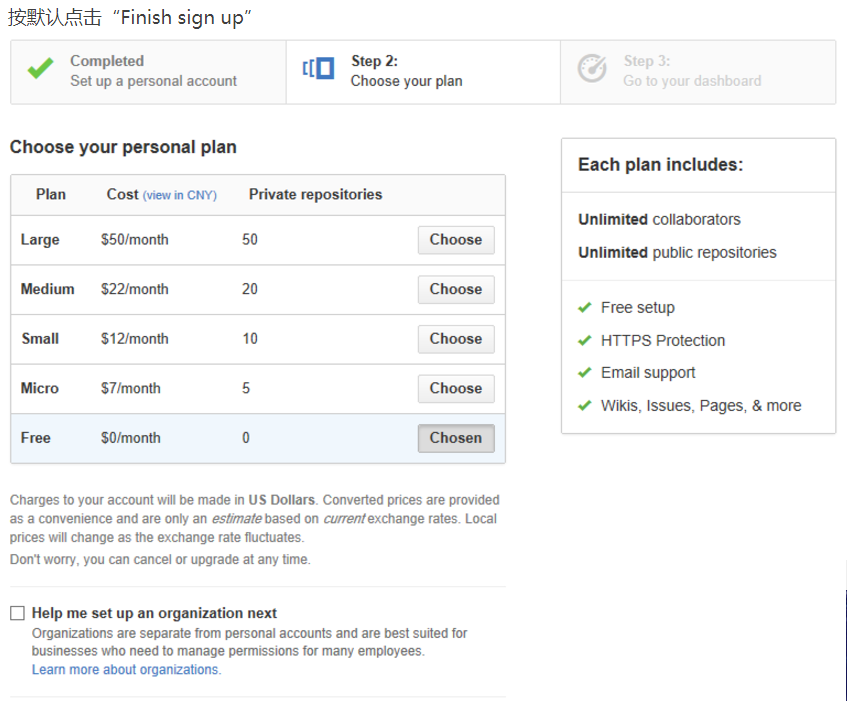 按默认点击“Finish sign up”
Completed
Set up a personal account
Step 2:
Choose your plan
Step 3:
Go to your dashboard
Choose your personal plan
Plan Cost (view in CNY) Private repositories
Large $50/month 50 Choose
Medium $22/month 20 Choose
Small $12/month 10 Choose
Micro $7/month 5 Choose
Free $0/month 0 Chosen
Charges to your account will be made in US Dollars. Converted prices are provided
as a convenience and are only an estimate based on current exchange rates. Local
prices will change as the exchange rate fluctuates.
Don't worry, you can cancel or upgrade at any time.
Help me set up an organization next
Organizations are separate from personal accounts and are best suited for
businesses who need to manage permissions for many employees.
Learn more about organizations.
Each plan includes:
Unlimited collaborators
Unlimited public repositories
Free setup
HTTPS Protection
Email support
Wikis, Issues, Pages, & more